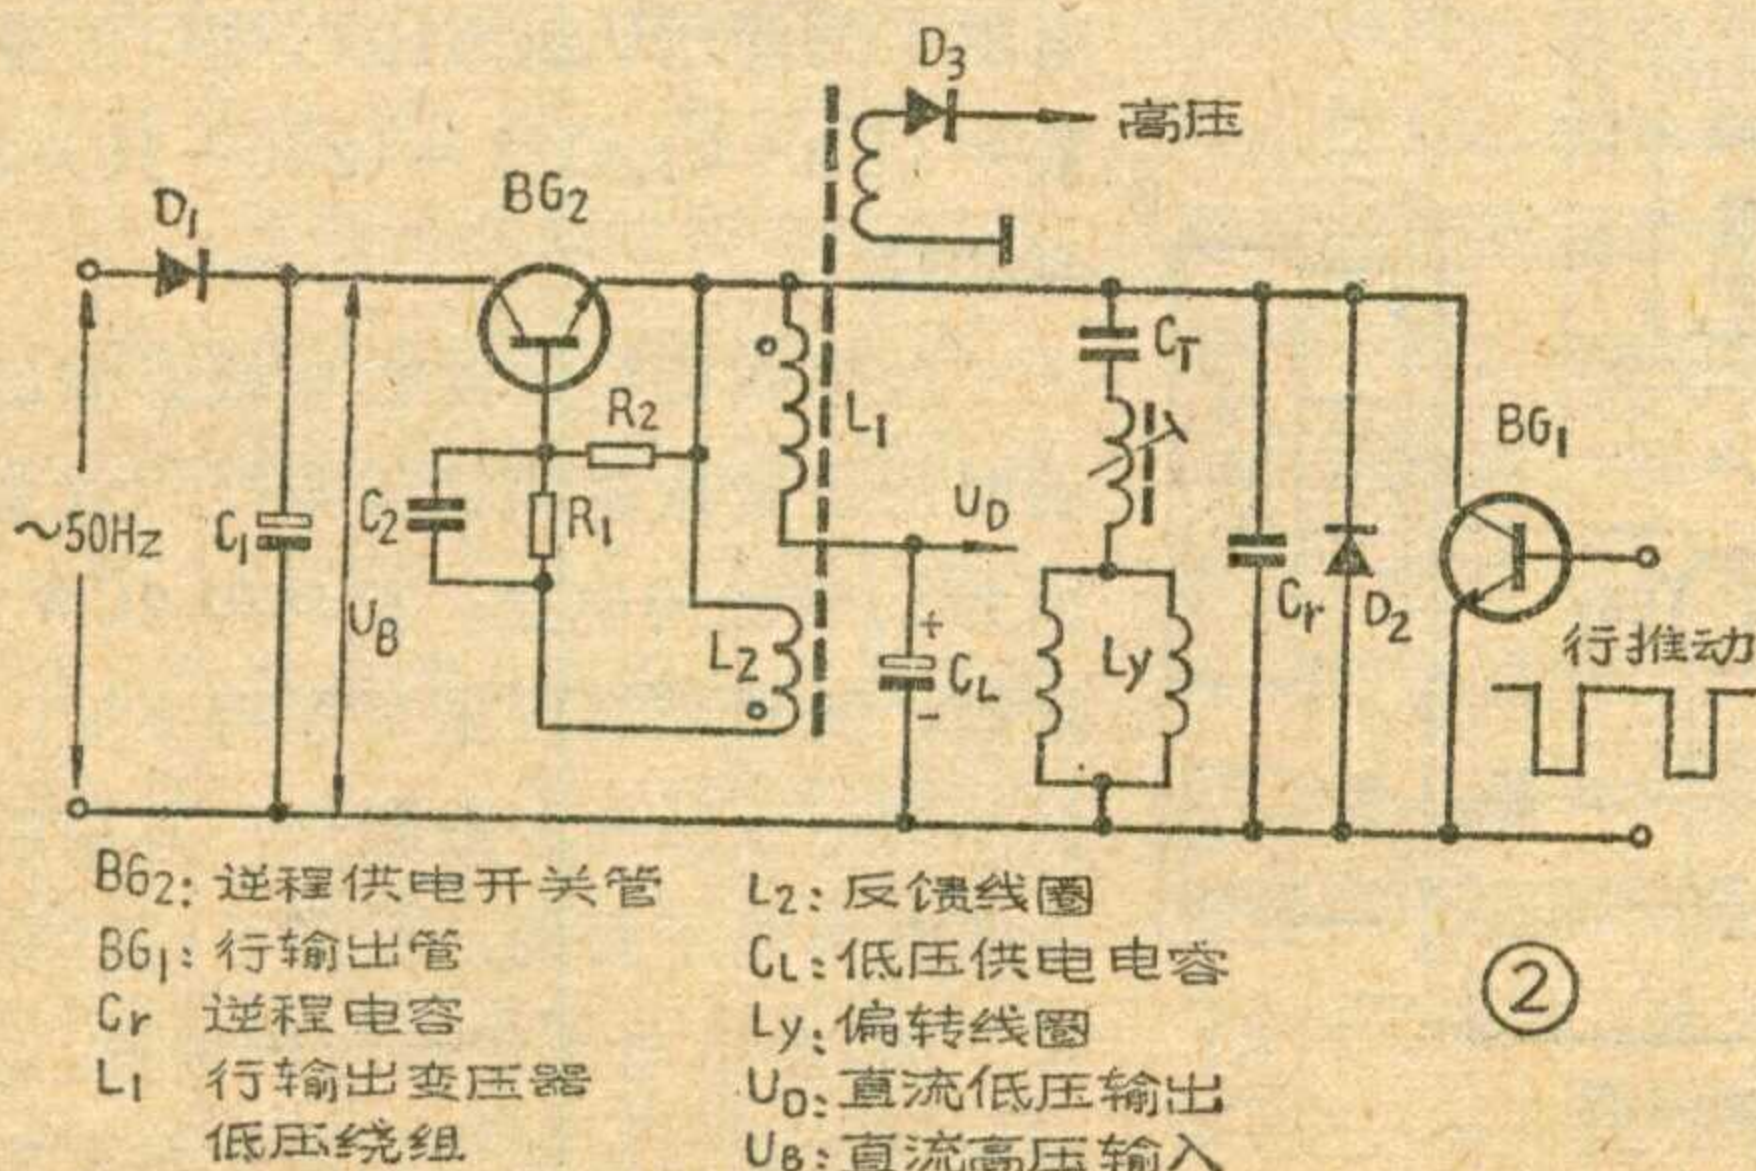 D3
高压
D1
BG2
CT
R2
L1
BG1
UD
~50Hz
C1
C2
R1
Cr
D2
UB
L2
+
CL
-
Ly
行推动
BG2: 逆程供电开关管
BG1: 行输出管
Cr 逆程电容
L1 行输出变压器
低压绕组
L2: 反馈线圈
CL: 低压供电电容
Ly: 偏转线圈
UD: 直流低压输出
UB: 直流高压输入
②